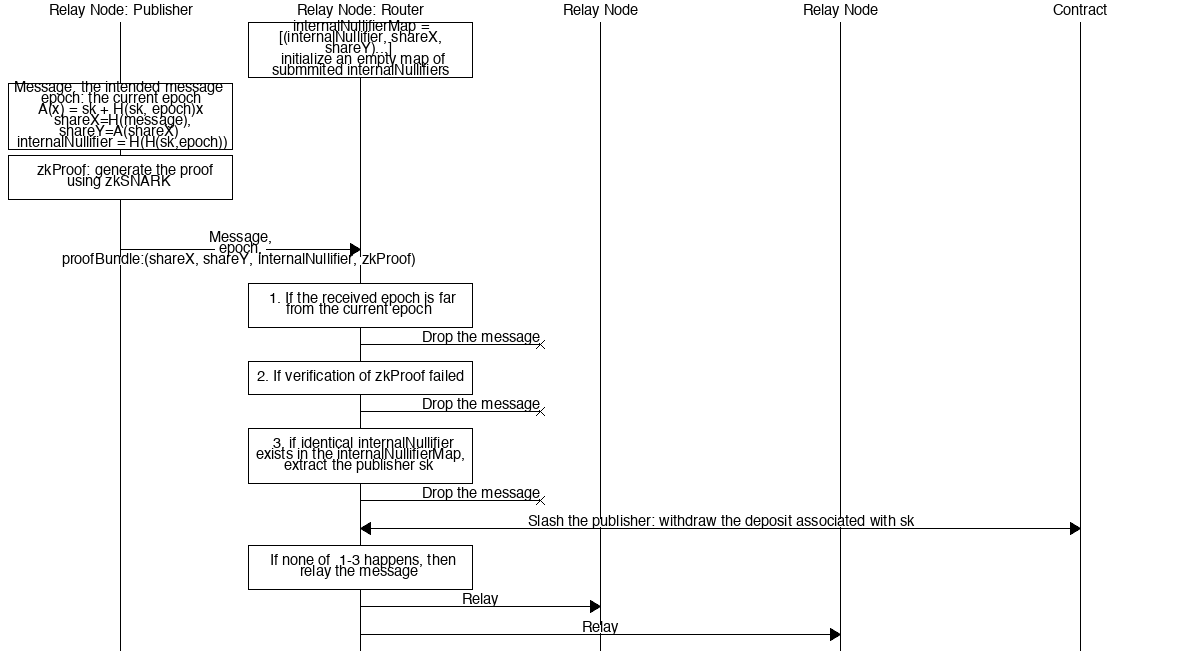 Relay Node: Publisher
Relay Node: Router
Relay Node
Relay Node
Contract
internalNullifierMap =
[(internalNullifier, shareX,
shareY)...]
initialize an empty map of
submmited internalNullifiers
Message, the intended message
epoch: the current epoch
A(x) = sk + H(sk, epoch)x
shareX=H(message),
shareY=A(shareX)
internalNullifier = H(H(sk,epoch))
zkProof: generate the proof
using zkSNARK
Message,
epoch,
proofBundle:(shareX, shareY, internalNullifier, zkProof)
1. If the received epoch is far
from the current epoch
Drop the message
2. If verification of zkProof failed
Drop the message
3. if identical internalNullifier
exists in the internalNullifierMap,
extract the publisher sk
Drop the message
Slash the publisher: withdraw the deposit associated with sk
If none of 1-3 happens, then
relay the message
Relay
Relay